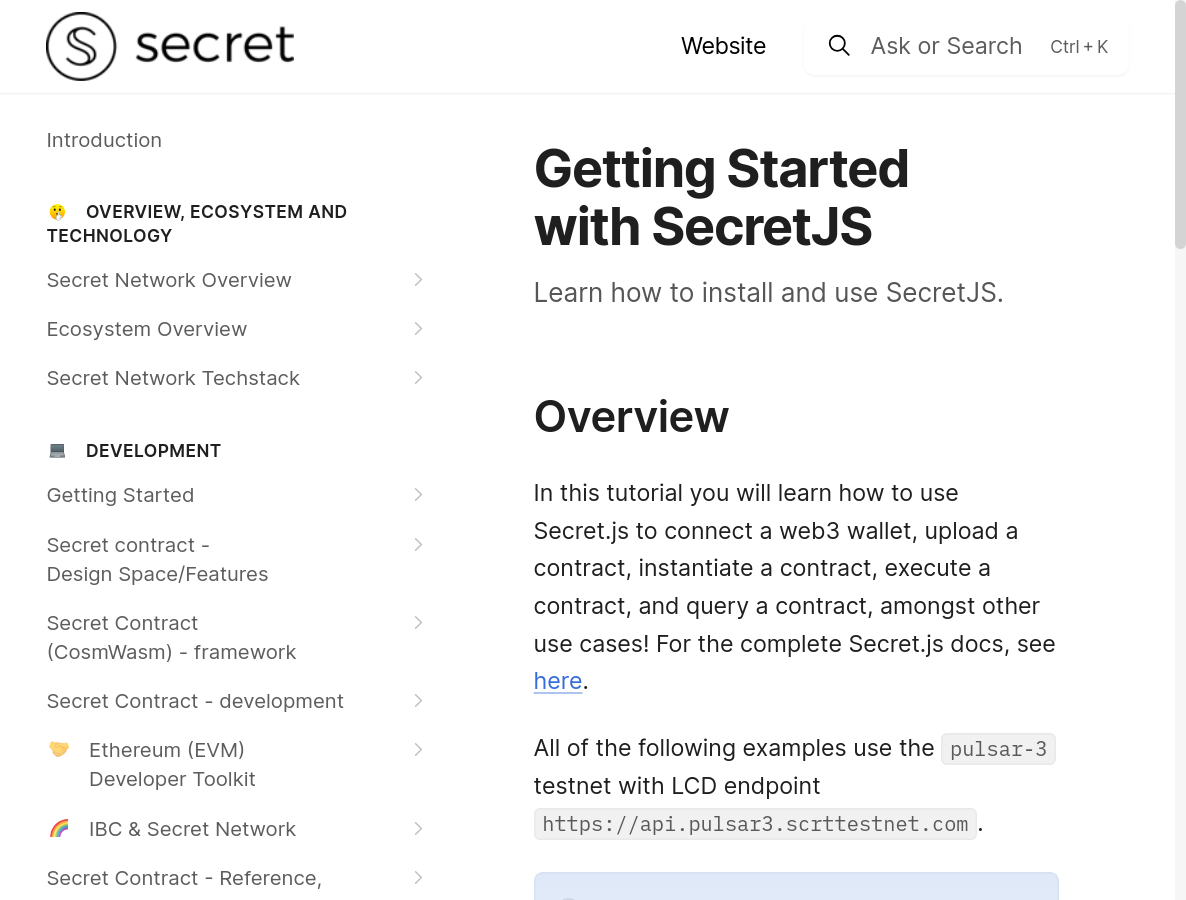 secret
Website
Ask or Search
Ctrl + K
Introduction
OVERVIEW, ECOSYSTEM AND
TECHNOLOGY
Secret Network Overview
Ecosystem Overview
Secret Network Techstack
DEVELOPMENT
Getting Started
Secret contract -
Design Space/Features
Secret Contract
(CosmWasm) - framework
Secret Contract - development
Ethereum (EVM)
Developer Toolkit
IBC & Secret Network
Secret Contract - Reference,
Getting Started
with SecretJS
Learn how to install and use SecretJS.
Overview
In this tutorial you will learn how to use
Secret.js to connect a web3 wallet, upload a
contract, instantiate a contract, execute a
contract, and query a contract, amongst other
use cases! For the complete Secret.js docs, see
here.
All of the following examples use the pulsar-3
testnet with LCD endpoint
https://api.pulsar3.scrttestnet.com.